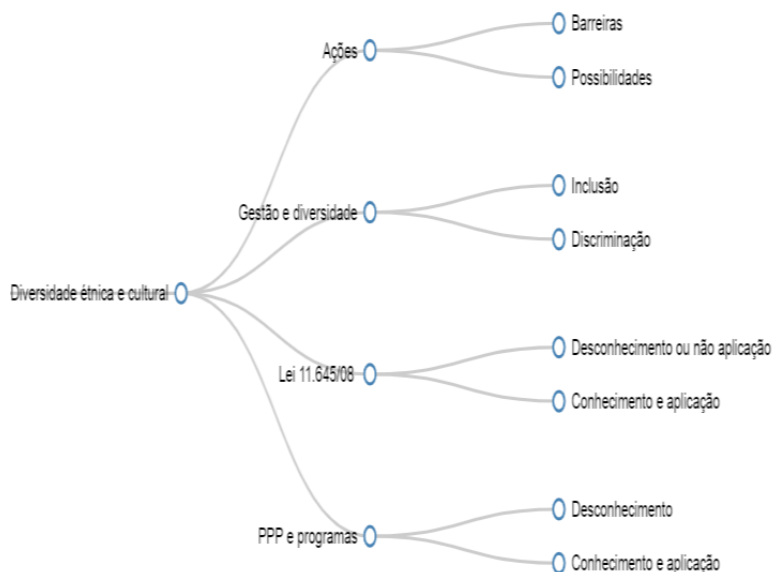 Barreiras
Ações
Possibilidades
Inclusão
Gestão e diversidade
Discriminação
Diversidade étnica e cultural
Desconhecimento ou não aplicação
Lei 11.645/08
Conhecimento e aplicação
Desconhecimento
PPP e programas
Conhecimento e aplicação